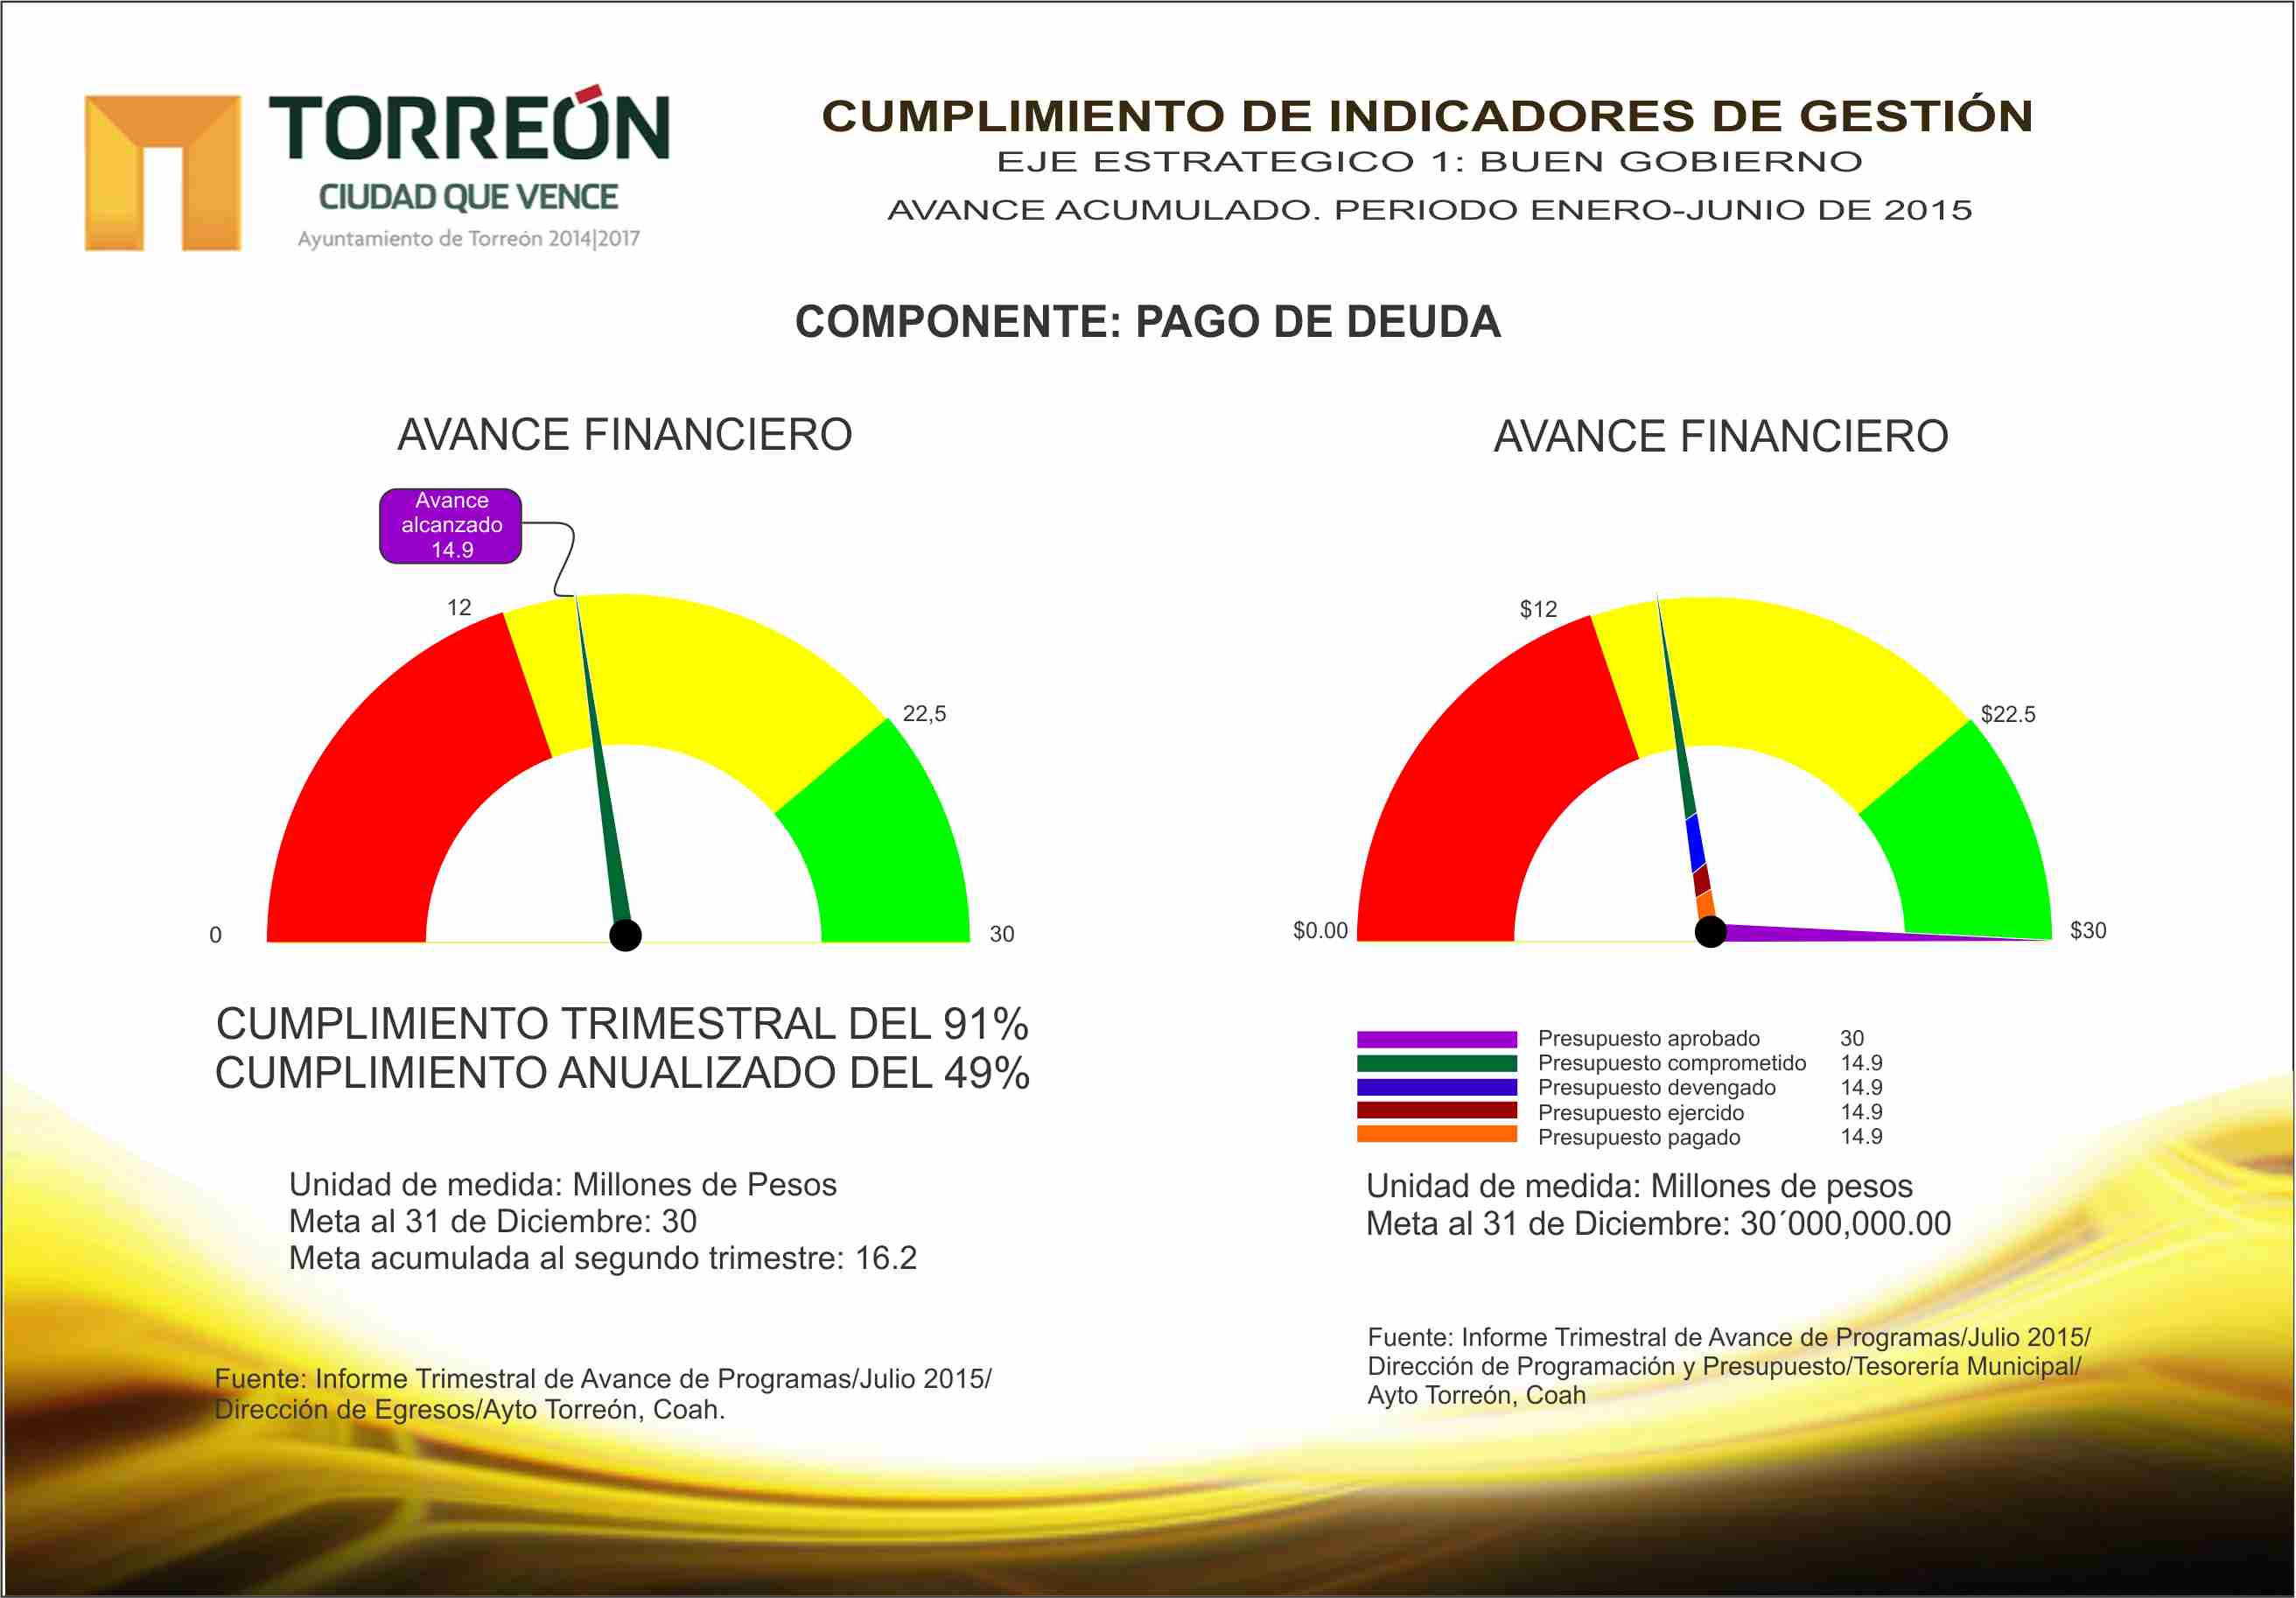 TORREÓN
CIUDAD QUE VENCE
Ayuntamiento de Torreón 2014|2017
CUMPLIMIENTO DE INDICADORES DE GESTIÓN
EJE ESTRATEGICO 1: BUEN GOBIERNO
AVANCE ACUMULADO. PERIODO ENERO-JUNIO DE 2015
COMPONENTE: PAGO DE DEUDA
AVANCE FINANCIERO
Avance
alcanzado
14.9
12
22,5
0
30
CUMPLIMIENTO TRIMESTRAL DEL 91%
CUMPLIMIENTO ANUALIZADO DEL 49%
Unidad de medida: Millones de Pesos
Meta al 31 de Diciembre: 30
Meta acumulada al segundo trimestre: 16.2
Fuente: Informe Trimestral de Avance de Programas/Julio 2015/
Dirección de Egresos/Ayto Torreón, Coah.
AVANCE FINANCIERO
$12
$22.5
$0.00
$30
Presupuesto aprobado 30
Presupuesto comprometido 14.9
Presupuesto devengado 14.9
Presupuesto ejercido 14.9
Presupuesto pagado 14.9
Unidad de medida: Millones de pesos
Meta al 31 de Diciembre: 30´000,000.00
Fuente: Informe Trimestral de Avance de Programas/Julio 2015/
Dirección de Programación y Presupuesto/Tesorería Municipal/
Ayto Torreón, Coah